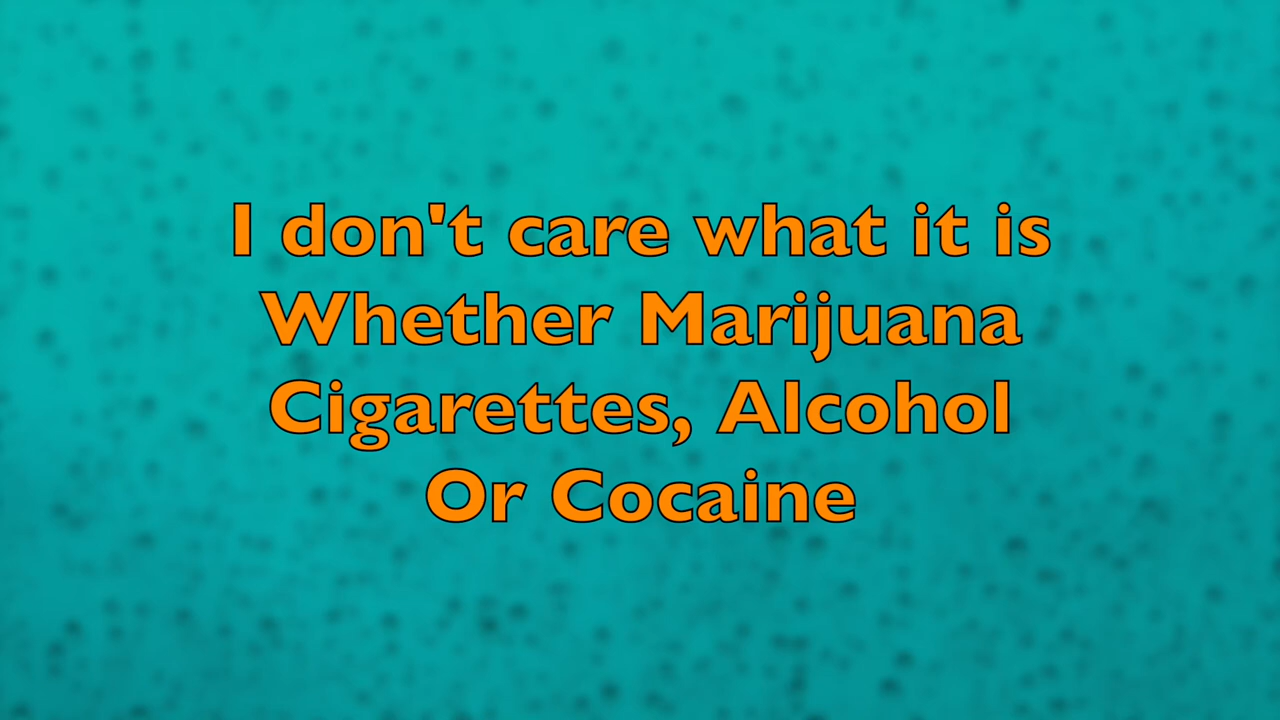 I don't care what it is
Whether Marijuana
Cigarettes, Alcohol
Or Cocaine